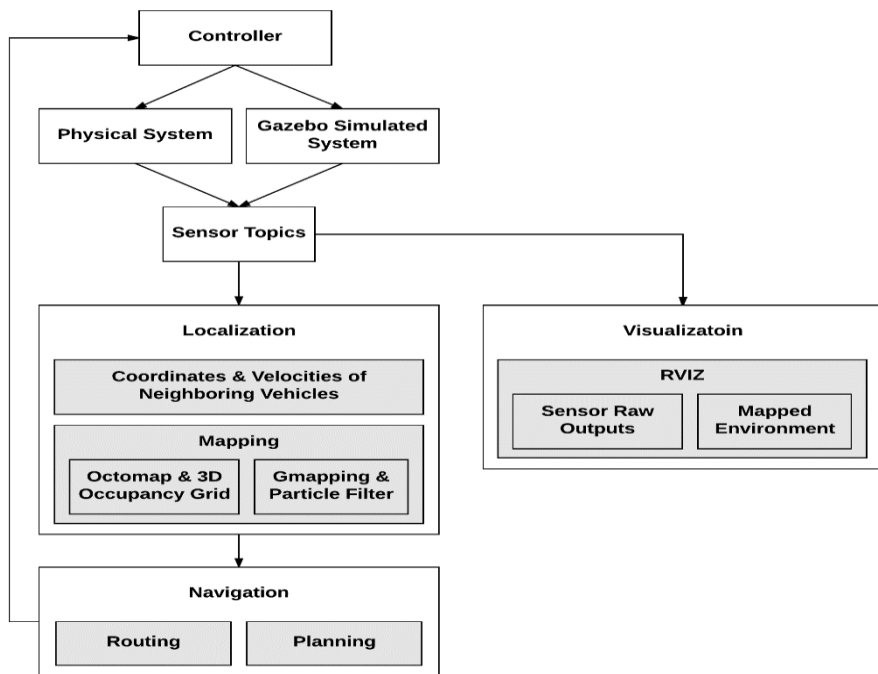 Controller
Physical System
Gazebo Simulated
System
Sensor Topics
Localization
Coordinates & Velocities of
Neighboring Vehicles
Mapping
Octomap & 3D
Occupancy Grid
Gmapping &
Particle Filter
Visualizatoin
RVIZ
Sensor Raw
Outputs
Mapped
Environment
Navigation
Routing
Planning